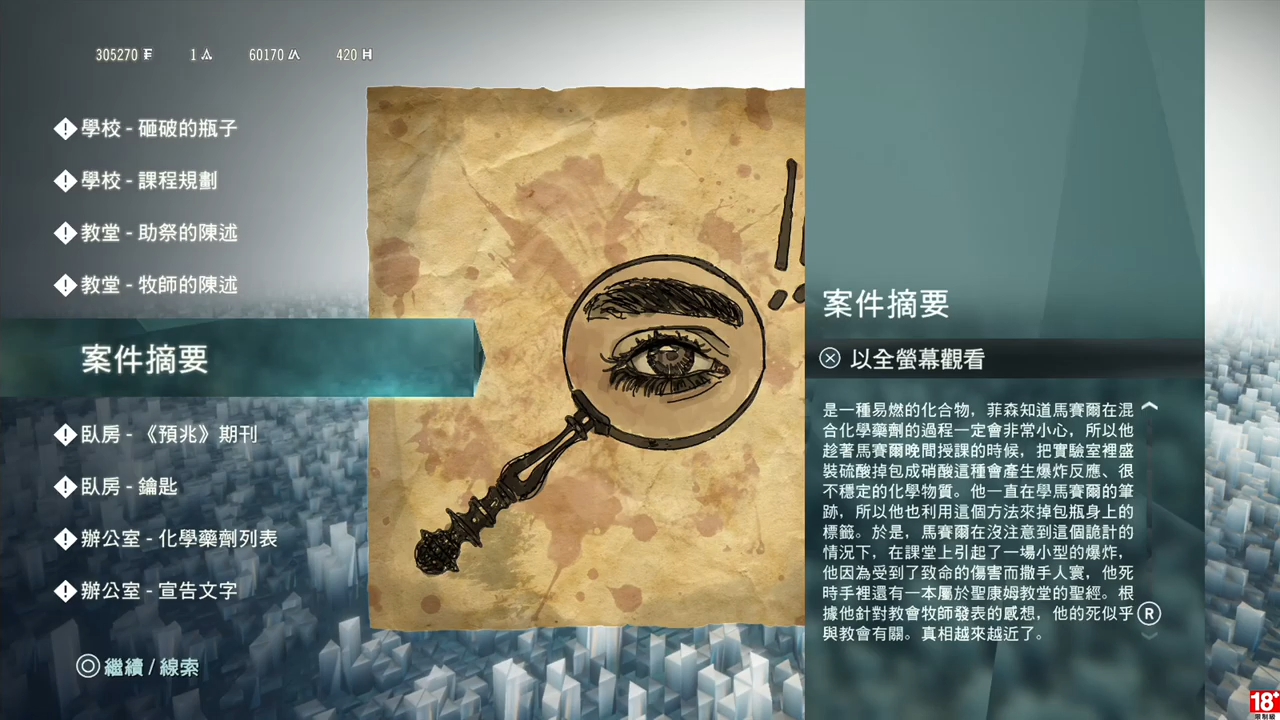 305270
1
60170
420
學校 - 砸破的瓶子
學校 - 課程規劃
教堂 - 助祭的陳述
教堂 - 牧師的陳述
案件摘要
臥房 - 《預兆》期刊
臥房 - 鑰匙
辦公室 - 化學藥劑列表
辦公室 - 宣告文字
繼續 / 線索
案件摘要
以全螢幕觀看
是一種易燃的化合物，菲森知道馬賽爾在混
合化學藥劑的過程一定會非常小心，所以他
趁著馬賽爾晚間授課的時候，把實驗室裡盛
裝硫酸掉包成硝酸這種會產生爆炸反應、很
不穩定的化學物質。他一直在學馬賽爾的筆
跡，所以他也利用這個方法來掉包瓶身上的
標籤。於是，馬賽爾在沒注意到這個詭計的
情況下，在課堂上引起了一場小型的爆炸，
他因為受到了致命的傷害而撒手人寰，他死
時手裡還有一本屬於聖康姆教堂的聖經。根
據他針對教會牧師發表的感想，他的死似乎
與教會有關。真相越來越近了。
R
18+
限制級